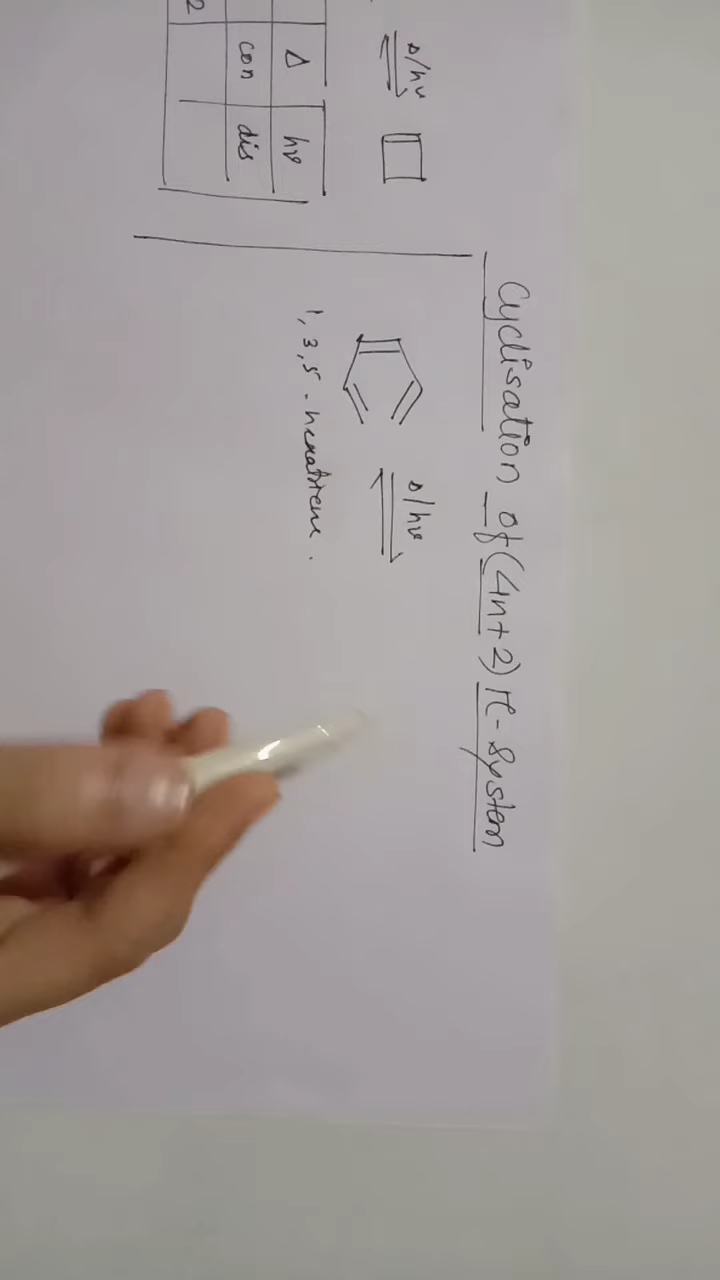 Cyclisation of (4n+2) π-system
Δ/hν
Δ/hν
1, 3, 5 - hexatriene.
Δ hν
con dis
2